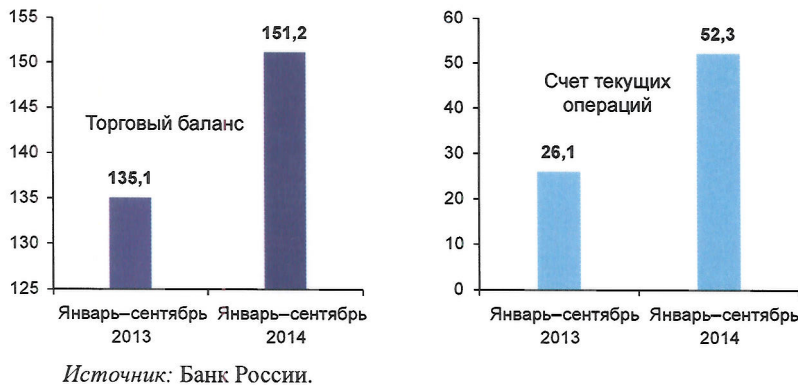 155
150
145
140
135
130
125
151,2
Торговый баланс
135,1
Январь–сентябрь
2013
Январь–сентябрь
2014
60
50
40
30
20
10
0
52,3
Счет текущих
операций
26,1
Январь–сентябрь
2013
Январь–сентябрь
2014
Источник: Банк России.